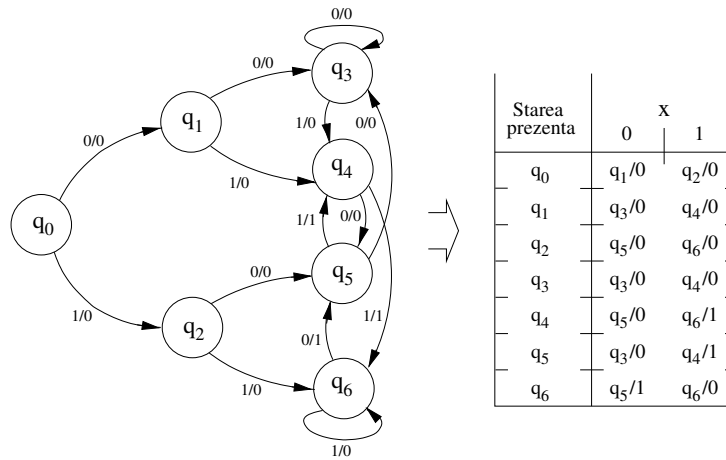 0/0
q3
0/0
q1
1/0
0/0
0/0
q4
1/0
q0
1/1
0/0
q5
0/0
1/0
q2
0/1
1/1
1/0
q6
1/0
Starea x
prezenta 0 1
q0 q1/0 q2/0
q1 q3/0 q4/0
q2 q5/0 q6/0
q3 q3/0 q4/0
q4 q5/0 q6/1
q5 q3/0 q4/1
q6 q5/1 q6/0